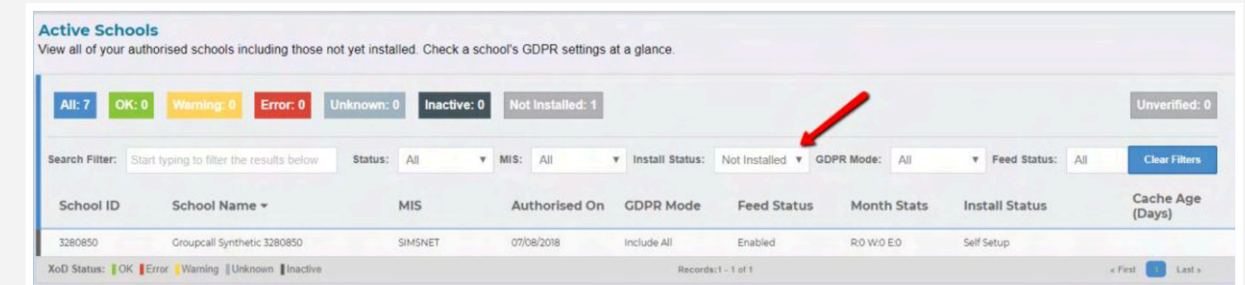 Active Schools
View all of your authorised schools including those not yet installed. Check a school's GDPR settings at a glance.
All: 7 OK: 0 Warning: 0 Error: 0 Unknown: 0 Inactive: 0 Not Installed: 1 Unverified: 0
Search Filter: Start typing to filter the results below Status: All MIS: All Install Status: Not Installed GDPR Mode: All Feed Status: All Clear Filters
School ID School Name MIS Authorised On GDPR Mode Feed Status Month Stats Install Status Cache Age
(Days)
3280850 Groupcall Synthetic 3280850 SIMSNET 07/08/2018 Include All Enabled R:0 W:0 E:0 Self Setup
XoD Status: OK Error Warning Unknown Inactive Records:1 - 1 of 1 « First 1 Last »